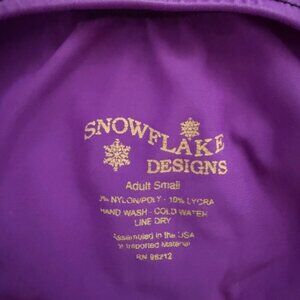 SNOWFLAKE
DESIGNS
Adult Small
NYLON/POLY · 10% LYCRA
HAND WASH · COLD WATER
LINE DRY
Assembled in the USA
of Imported Material
RN 96212